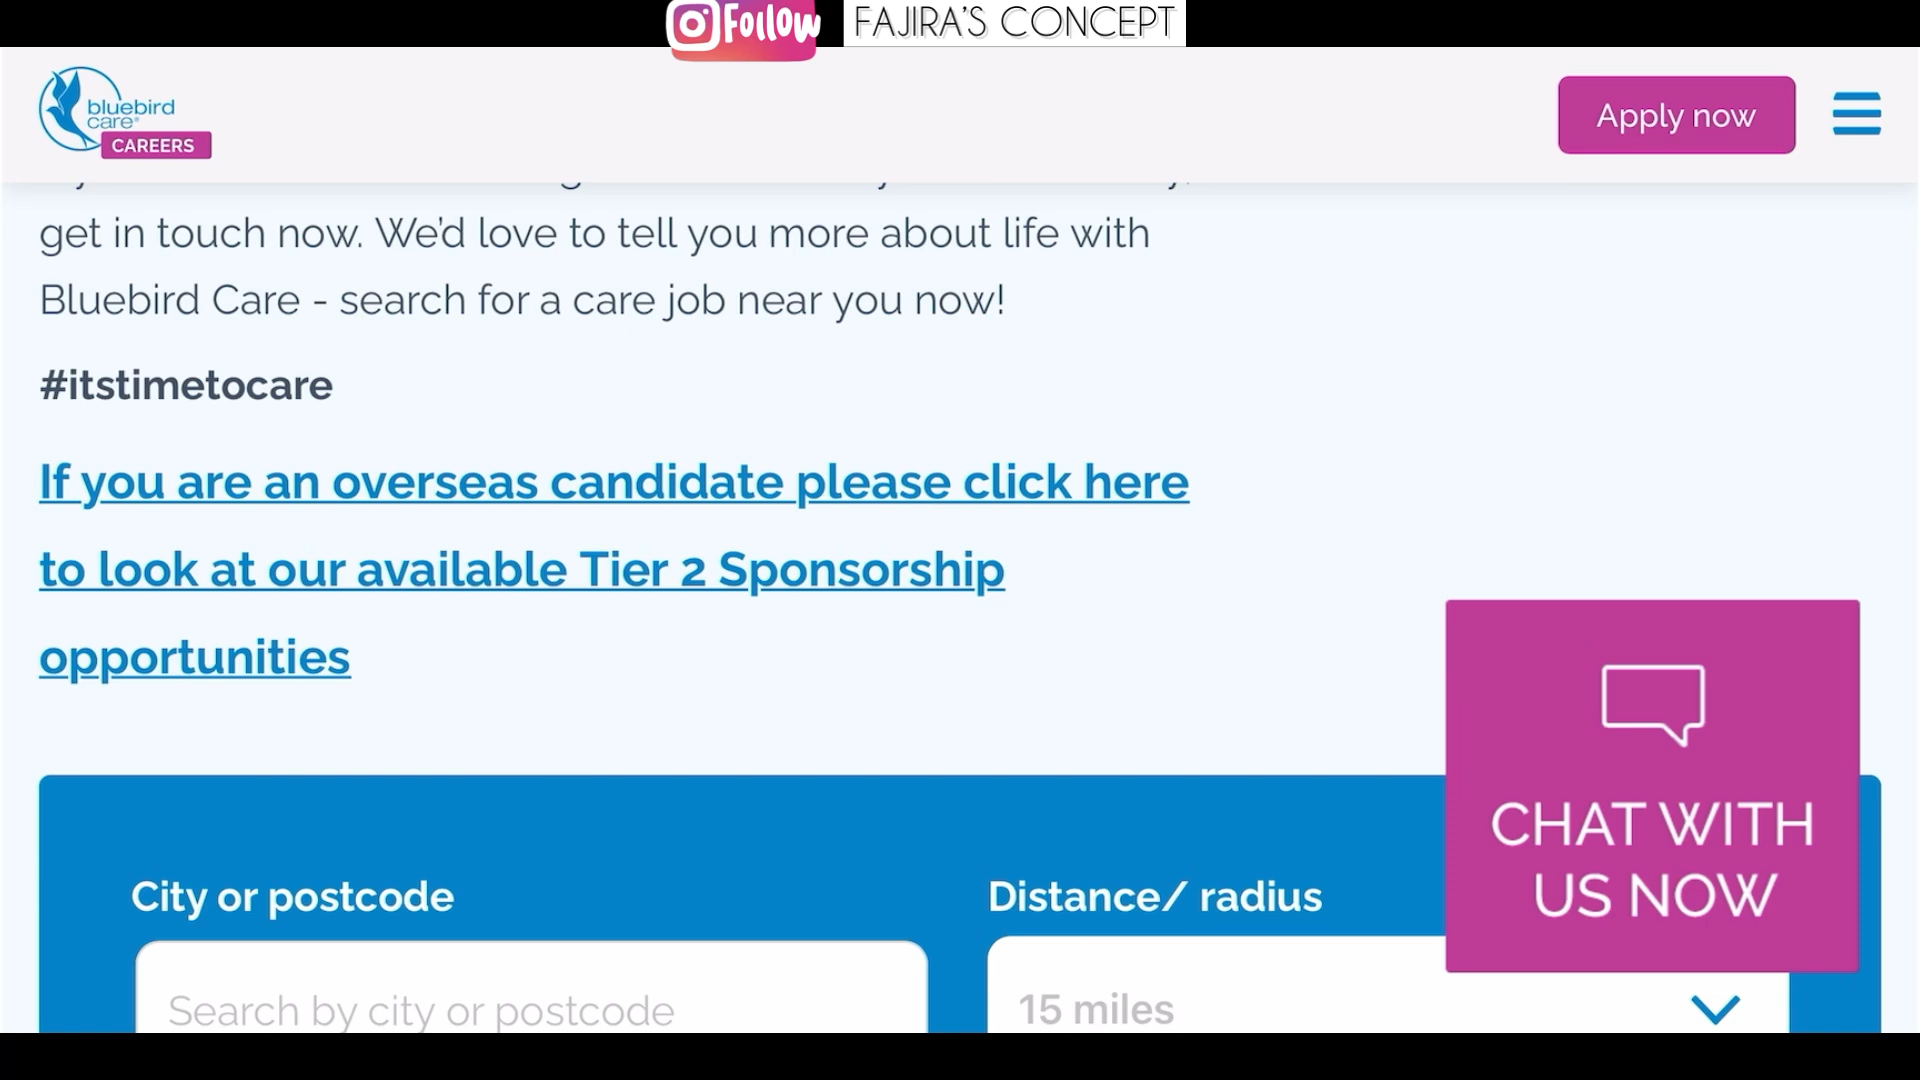 Follow
FAJIRA'S CONCEPT
bluebird
care®
CAREERS
Apply now
get in touch now. We'd love to tell you more about life with
Bluebird Care - search for a care job near you now!
#itstimetocare
If you are an overseas candidate please click here
to look at our available Tier 2 Sponsorship
opportunities
CHAT WITH
US NOW
City or postcode
Distance/ radius
Search by city or postcode
15 miles